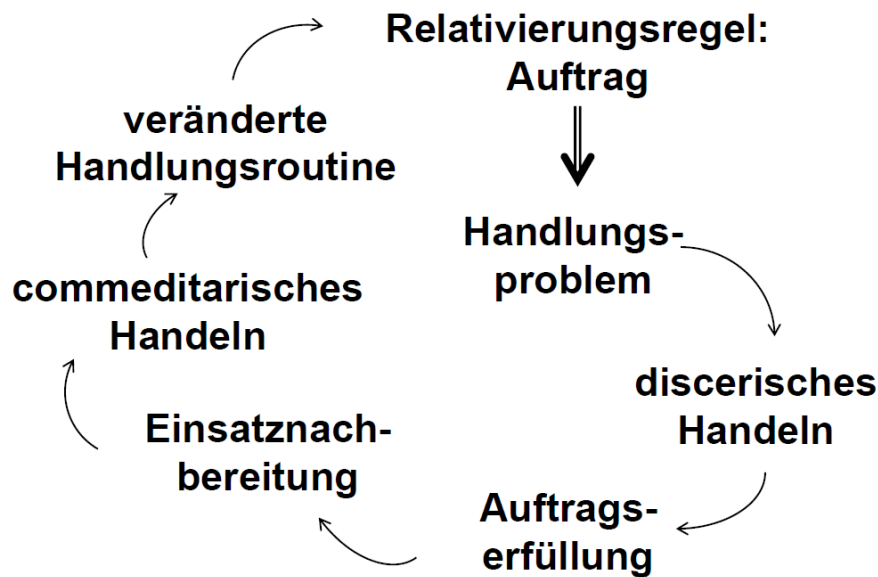 Relativierungsregel:
Auftrag
Handlungs-
problem
discerisches
Handeln
Auftrags-
erfüllung
Einsatznach-
bereitung
commeditarisches
Handeln
veränderte
Handlungsroutine